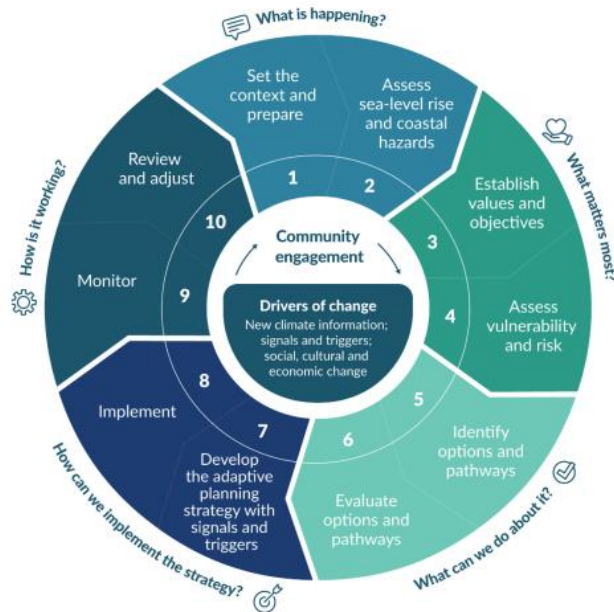 What is happening?
Set the
context and
prepare
1
Assess
sea-level rise
and coastal
hazards
2
What matters most?
Establish
values and
objectives
3
Assess
vulnerability
and risk
4
What can we do about it?
Identify
options and
pathways
5
Evaluate
options and
pathways
6
How can we implement the strategy?
Develop
the adaptive
planning
strategy with
signals and
triggers
7
Implement
8
How is it working?
Monitor
9
Review
and adjust
10
Community
engagement
Drivers of change
New climate information;
signals and triggers;
social, cultural and
economic change